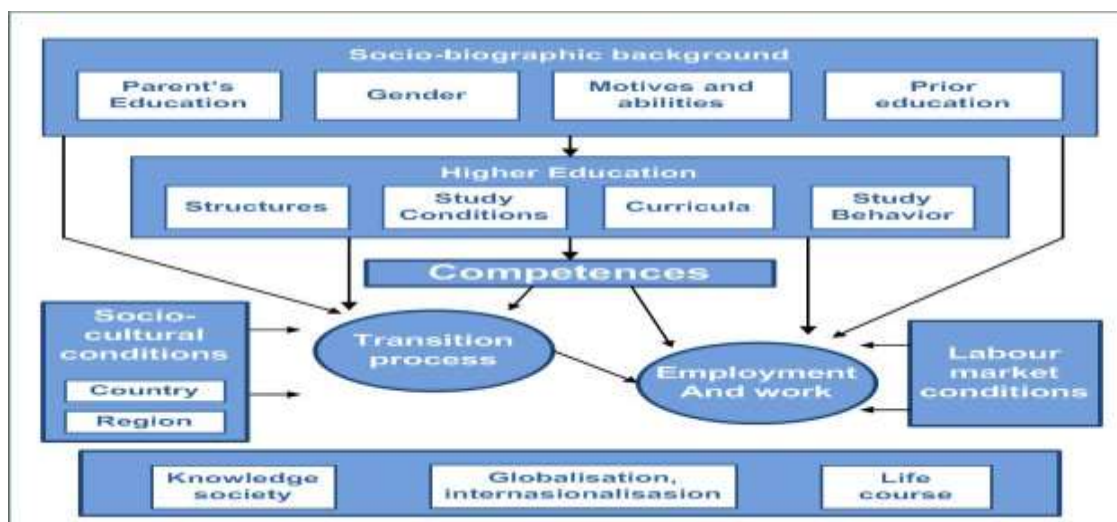 Socio-biographic background
Parent's
Education
Gender
Motives and
abilities
Prior
education
Higher Education
Structures
Study
Conditions
Curricula
Study
Behavior
Competences
Socio-
cultural
conditions
Country
Region
Transition
process
Employment
And work
Labour
market
conditions
Knowledge
society
Globalisation,
internasionalisasion
Life
course